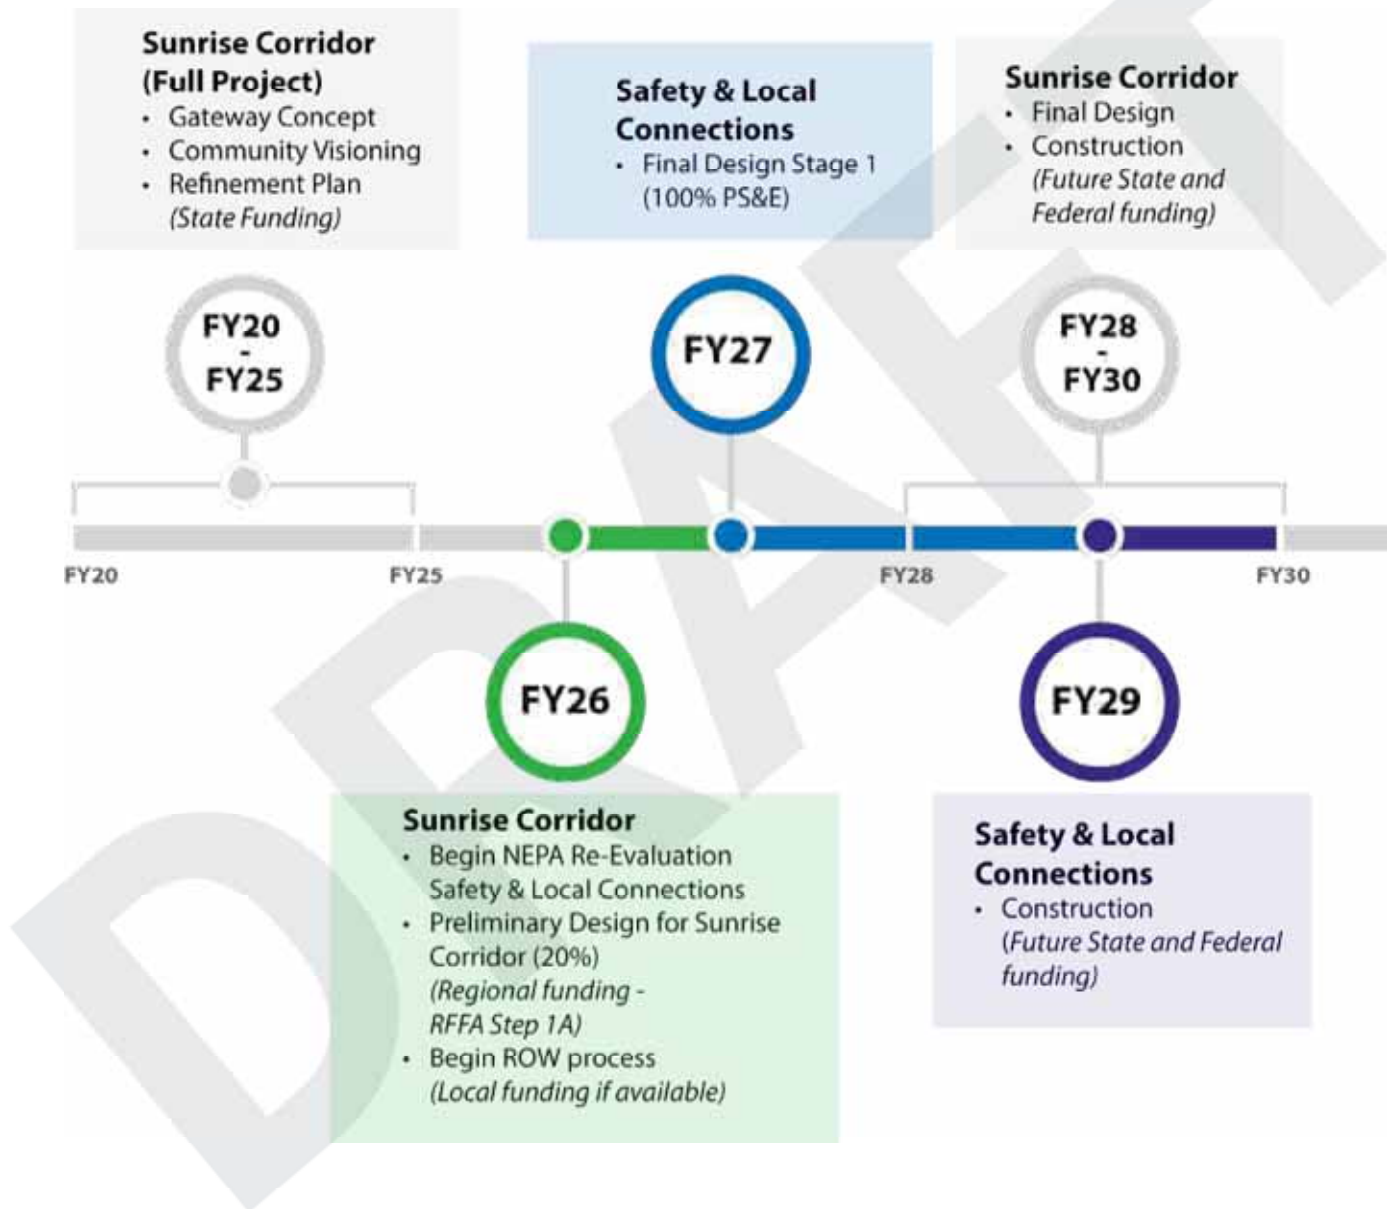 Sunrise Corridor
(Full Project)
• Gateway Concept
• Community Visioning
• Refinement Plan
(State Funding)
Safety & Local
Connections
• Final Design Stage 1
(100% PS&E)
Sunrise Corridor
• Final Design
• Construction
(Future State and
Federal funding)
FY20
-
FY25
FY27
FY28
-
FY30
FY20
FY25
FY28
FY30
FY26
FY29
Sunrise Corridor
• Begin NEPA Re-Evaluation
Safety & Local Connections
• Preliminary Design for Sunrise
Corridor (20%)
(Regional funding -
RFFA Step 1A)
• Begin ROW process
(Local funding if available)
Safety & Local
Connections
• Construction
(Future State and Federal
funding)
DRAFT